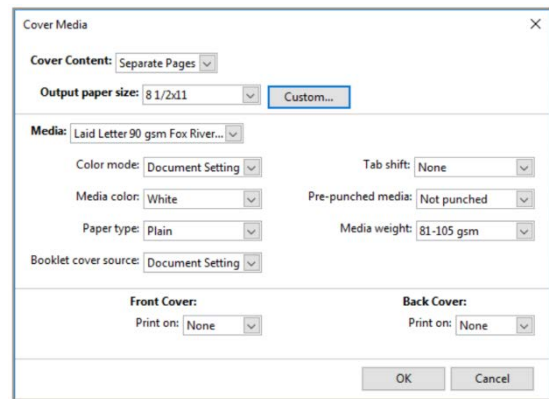 Cover Media
Cover Content: Separate Pages
Output paper size: 8 1/2x11 Custom...
Media: Laid Letter 90 gsm Fox River...
Color mode: Document Setting Tab shift: None
Media color: White Pre-punched media: Not punched
Paper type: Plain Media weight: 81-105 gsm
Booklet cover source: Document Setting
Front Cover: Back Cover:
Print on: None Print on: None
OK Cancel